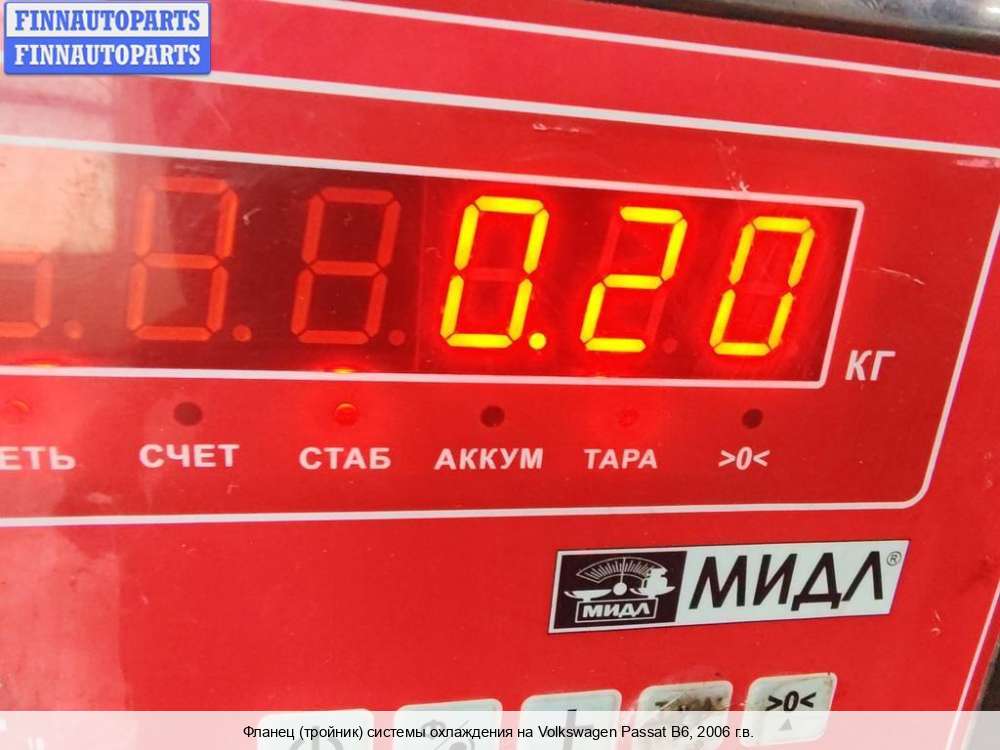 FINNAUTOPARTS
FINNAUTOPARTS
0.20
КГ
ЕТЬ СЧЕТ СТАБ АККУМ ТАРА >0<
МИДЛ МИДЛ®
>0<
Фланец (тройник) системы охлаждения на Volkswagen Passat B6, 2006 г.в.